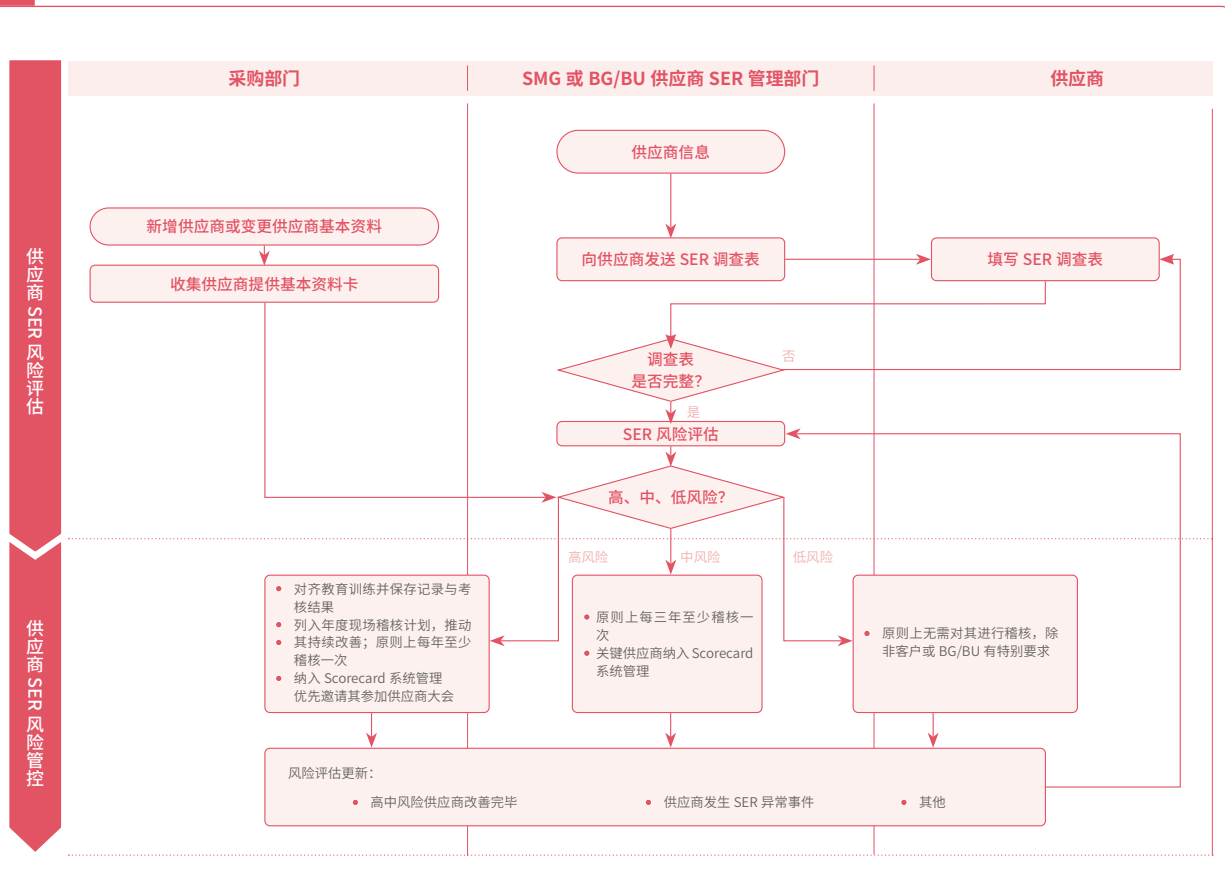 采购部门
SMG 或 BG/BU 供应商 SER 管理部门
供应商
供应商 SER 风险评估
供应商信息
新增供应商或变更供应商基本资料
收集供应商提供基本资料卡
向供应商发送 SER 调查表
填写 SER 调查表
调查表
是否完整？
否
是
SER 风险评估
高、中、低风险？
供应商 SER 风险管控
高风险
中风险
低风险
对齐教育训练并保存记录与考
核结果
列入年度现场稽核计划，推动
其持续改善；原则上每年至少
稽核一次
纳入 Scorecard 系统管理
优先邀请其参加供应商大会
原则上每三年至少稽核一
次
关键供应商纳入 Scorecard
系统管理
原则上无需对其进行稽核，除
非客户或 BG/BU 有特别要求
风险评估更新：
高中风险供应商改善完毕
供应商发生 SER 异常事件
其他